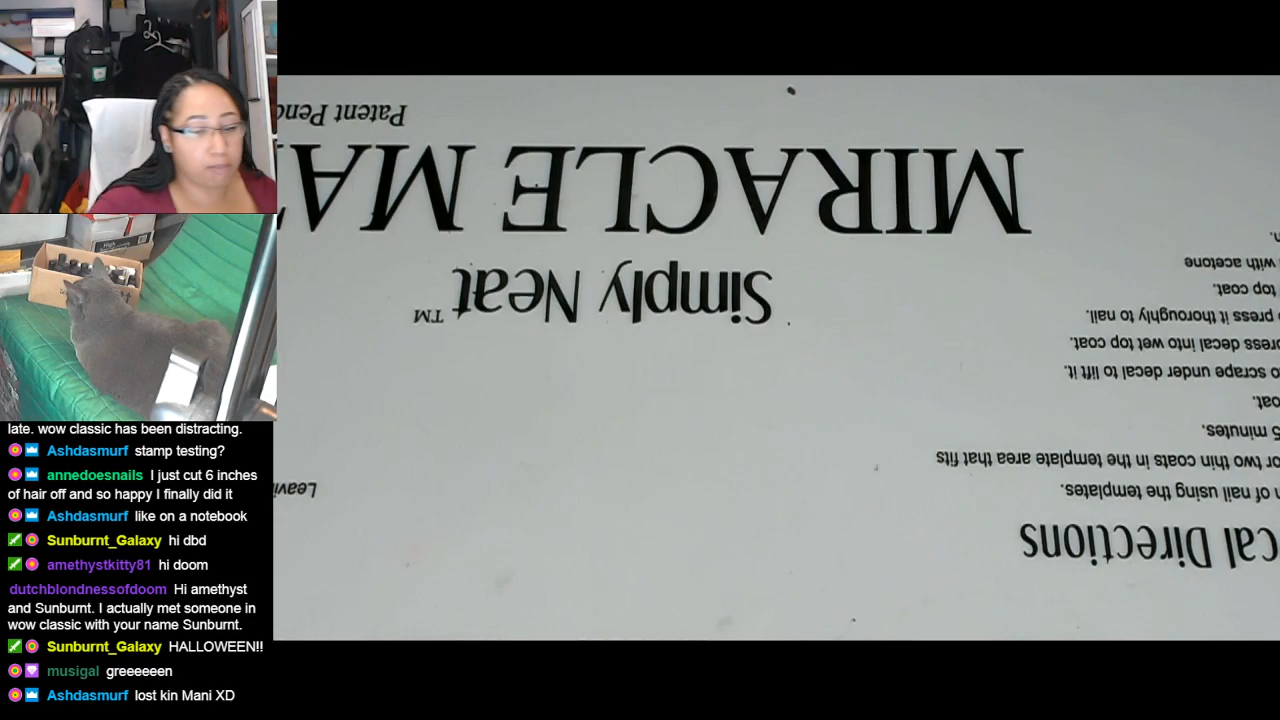 late. wow classic has been distracting.
Ashdasmurf stamp testing?
annedoesnails I just cut 6 inches
of hair off and so happy I finally did it
Ashdasmurf like on a notebook
Sunburnt_Galaxy hi dbd
amethystkitty81 hi doom
dutchblondnessofdoom Hi amethyst
and Sunburnt. I actually met someone in
wow classic with your name Sunburnt.
Sunburnt_Galaxy HALLOWEEN!!
musigal greeeeeen
Ashdasmurf lost kin Mani XD
cal Directions
n of nail using the templates.
or two thin coats in the template area that fits
5 minutes.
coat.
to scrape under decal to lift it.
press decal into wet top coat.
press it thoroughly to nail.
top coat.
with acetone
Simply Neat™
MIRACLE MA
Patent Pend
Leavi